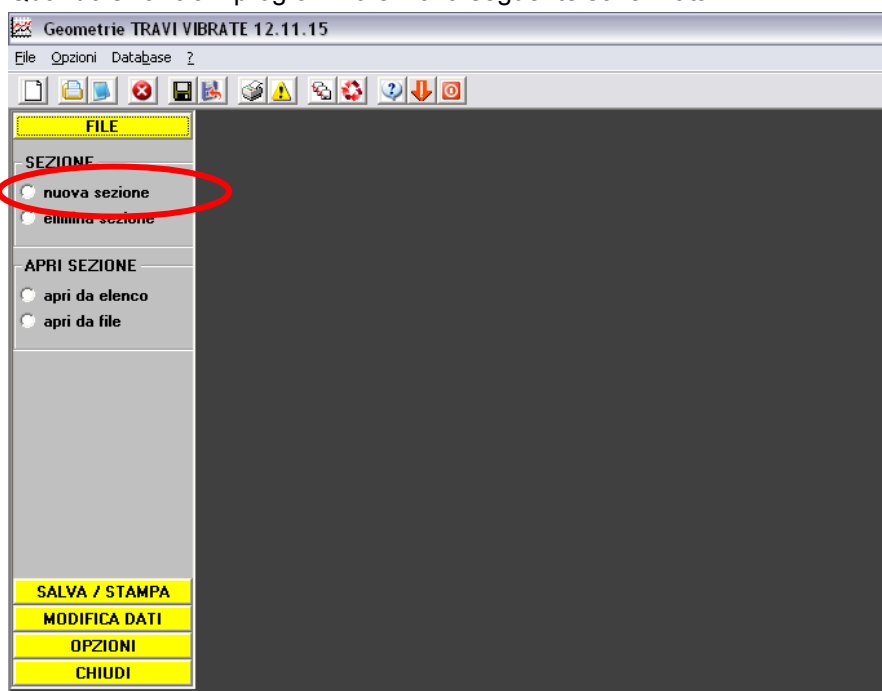 Geometrie TRAVI VIBRATE 12.11.15
File Opzioni Database ?
FILE
SEZIONE
nuova sezione
elimina sezione
APRI SEZIONE
apri da elenco
apri da file
SALVA / STAMPA
MODIFICA DATI
OPZIONI
CHIUDI